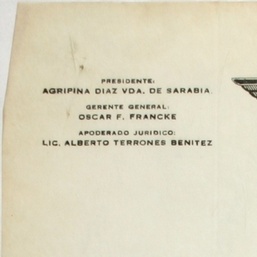 PRESIDENTE:
AGRIPINA DIAZ VDA. DE SARABIA.
GERENTE GENERAL:
OSCAR F. FRANCKE
APODERADO JURIDICO:
LIC. ALBERTO TERRONES BENITEZ